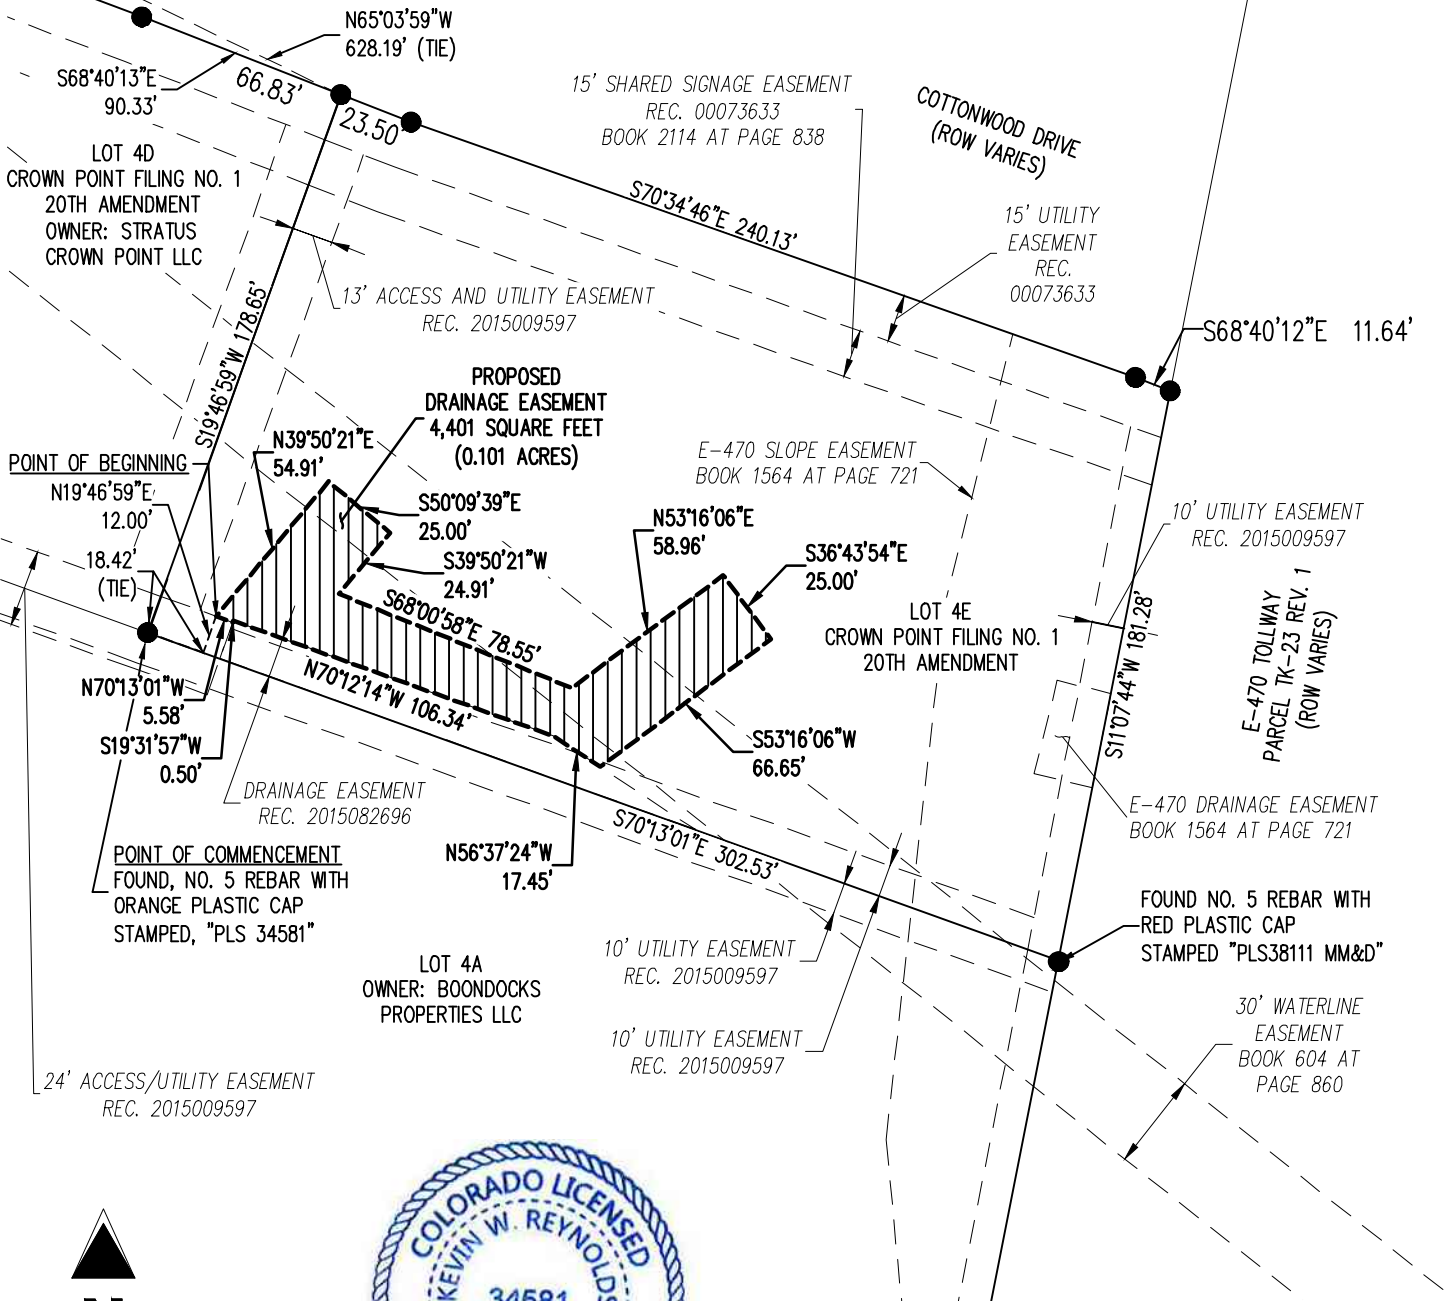 N65°03'59"W
628.19' (TIE)
S68°40'13"E
90.33'
66.83'
23.50'
15' SHARED SIGNAGE EASEMENT
REC. 00073633
BOOK 2114 AT PAGE 838
COTTONWOOD DRIVE
(ROW VARIES)
LOT 4D
CROWN POINT FILING NO. 1
20TH AMENDMENT
OWNER: STRATUS
CROWN POINT LLC
S70°34'46"E 240.13'
15' UTILITY
EASEMENT
REC.
00073633
13' ACCESS AND UTILITY EASEMENT
REC. 2015009597
S19°46'59"W 178.65'
S68°40'12"E 11.64'
PROPOSED
DRAINAGE EASEMENT
4,401 SQUARE FEET
(0.101 ACRES)
N39°50'21"E
54.91'
E-470 SLOPE EASEMENT
BOOK 1564 AT PAGE 721
POINT OF BEGINNING
N19°46'59"E
12.00'
18.42'
(TIE)
S50°09'39"E
25.00'
S39°50'21"W
24.91'
N53°16'06"E
58.96'
S36°43'54"E
25.00'
10' UTILITY EASEMENT
REC. 2015009597
S68°00'58"E 78.55'
LOT 4E
CROWN POINT FILING NO. 1
20TH AMENDMENT
S11°07'44"W 181.28'
E-470 TOLLWAY
PARCEL TK-23 REV. 1
(ROW VARIES)
N70°12'14"W 106.34'
N70°13'01"W
5.58'
S19°31'57"W
0.50'
S53°16'06"W
66.65'
DRAINAGE EASEMENT
REC. 2015082696
E-470 DRAINAGE EASEMENT
BOOK 1564 AT PAGE 721
S70°13'01"E 302.53'
N56°37'24"W
17.45'
POINT OF COMMENCEMENT
FOUND, NO. 5 REBAR WITH
ORANGE PLASTIC CAP
STAMPED, "PLS 34581"
FOUND NO. 5 REBAR WITH
RED PLASTIC CAP
STAMPED "PLS38111 MM&D"
LOT 4A
OWNER: BOONDOCKS
PROPERTIES LLC
10' UTILITY EASEMENT
REC. 2015009597
10' UTILITY EASEMENT
REC. 2015009597
30' WATERLINE
EASEMENT
BOOK 604 AT
PAGE 860
24' ACCESS/UTILITY EASEMENT
REC. 2015009597
COLORADO LICENSED
KEVIN W. REYNOLDS
34581